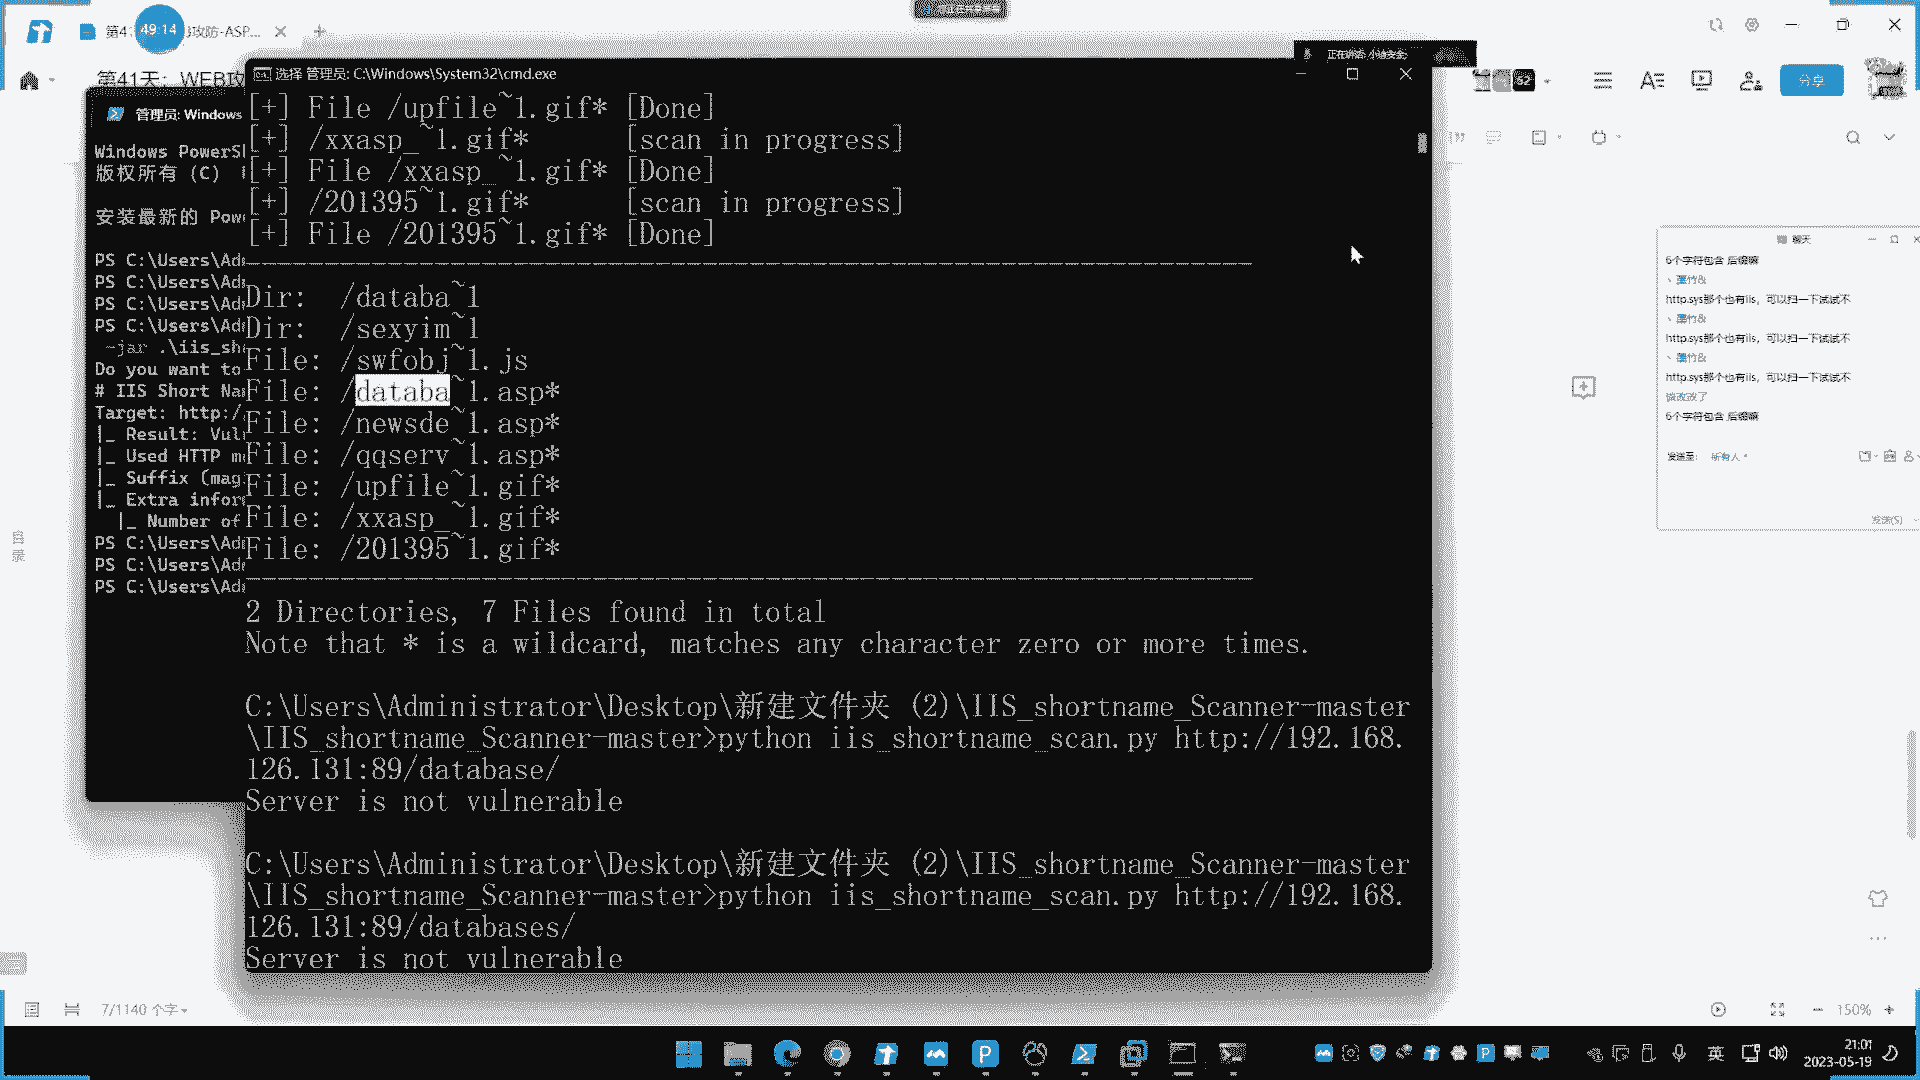 第4
49:14
攻防-ASP...
第41天：WEB攻
分享
选择 管理员: C:\Windows\System32\cmd.exe
[+] File /upfile~1.gif* [Done]
[+] /xxasp_~1.gif* [scan in progress]
[+] File /xxasp_~1.gif* [Done]
[+] /201395~1.gif* [scan in progress]
[+] File /201395~1.gif* [Done]
Dir: /databa~1
Dir: /sexyim~1
File: /swfobj~1.js
File: /databa~1.asp*
File: /newsde~1.asp*
File: /qqserv~1.asp*
File: /upfile~1.gif*
File: /xxasp_~1.gif*
File: /201395~1.gif*
2 Directories, 7 Files found in total
Note that * is a wildcard, matches any character zero or more times.
C:\Users\Administrator\Desktop\新建文件夹 (2)\IIS_shortname_Scanner-master
\IIS_shortname_Scanner-master>python iis_shortname_scan.py http://192.168.
126.131:89/database/
Server is not vulnerable
C:\Users\Administrator\Desktop\新建文件夹 (2)\IIS_shortname_Scanner-master
\IIS_shortname_Scanner-master>python iis_shortname_scan.py http://192.168.
126.131:89/databases/
Server is not vulnerable
管理员: Windows
Windows PowerSh
版权所有 (C)
安装最新的 Pow
PS C:\Users\Ad
PS C:\Users\Ad
PS C:\Users\Ad
PS C:\Users\Ad
-jar .\iis_sh
Do you want to
# IIS Short Na
Target: http:/
|_ Result: Vul
|_ Used HTTP m
|_ Suffix (mag
|_ Extra infor
|_ Number of
PS C:\Users\Ad
PS C:\Users\Ad
PS C:\Users\Ad
聊天
6个字符包含 后缀嘛
http.sys那个也有iis，可以扫一下试试不
http.sys那个也有iis，可以扫一下试试不
http.sys那个也有iis，可以扫一下试试不
6个字符包含 后缀嘛
发送至:
所有人
发送(S)
目录
7/1140 个字
150%
英
21:01
2023-05-19